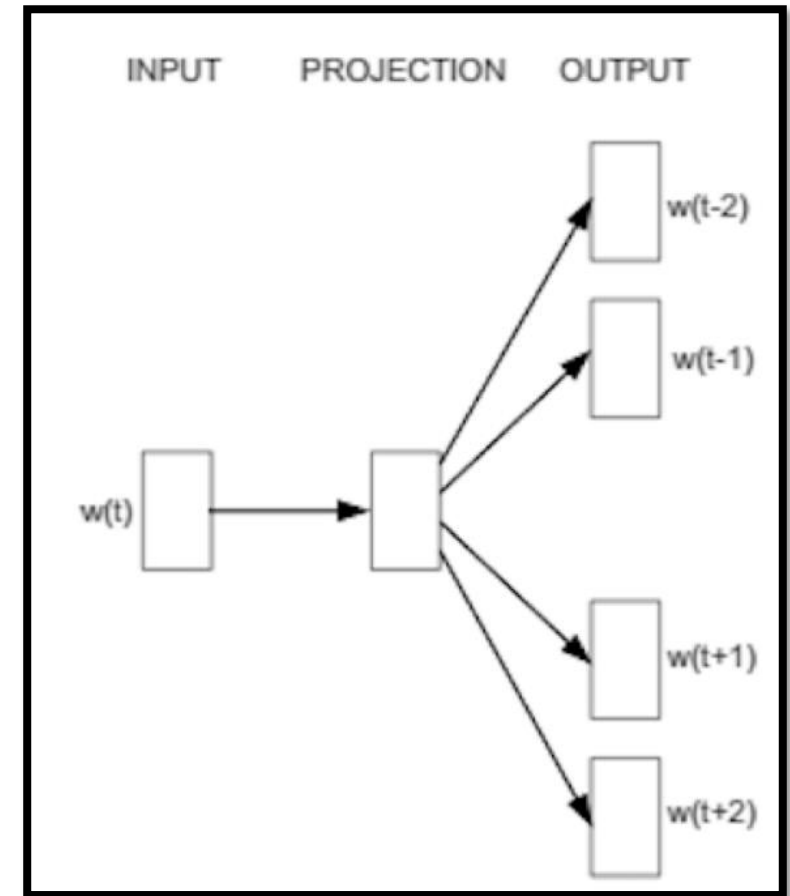 INPUT PROJECTION OUTPUT
w(t-2)
w(t-1)
w(t)
w(t+1)
w(t+2)